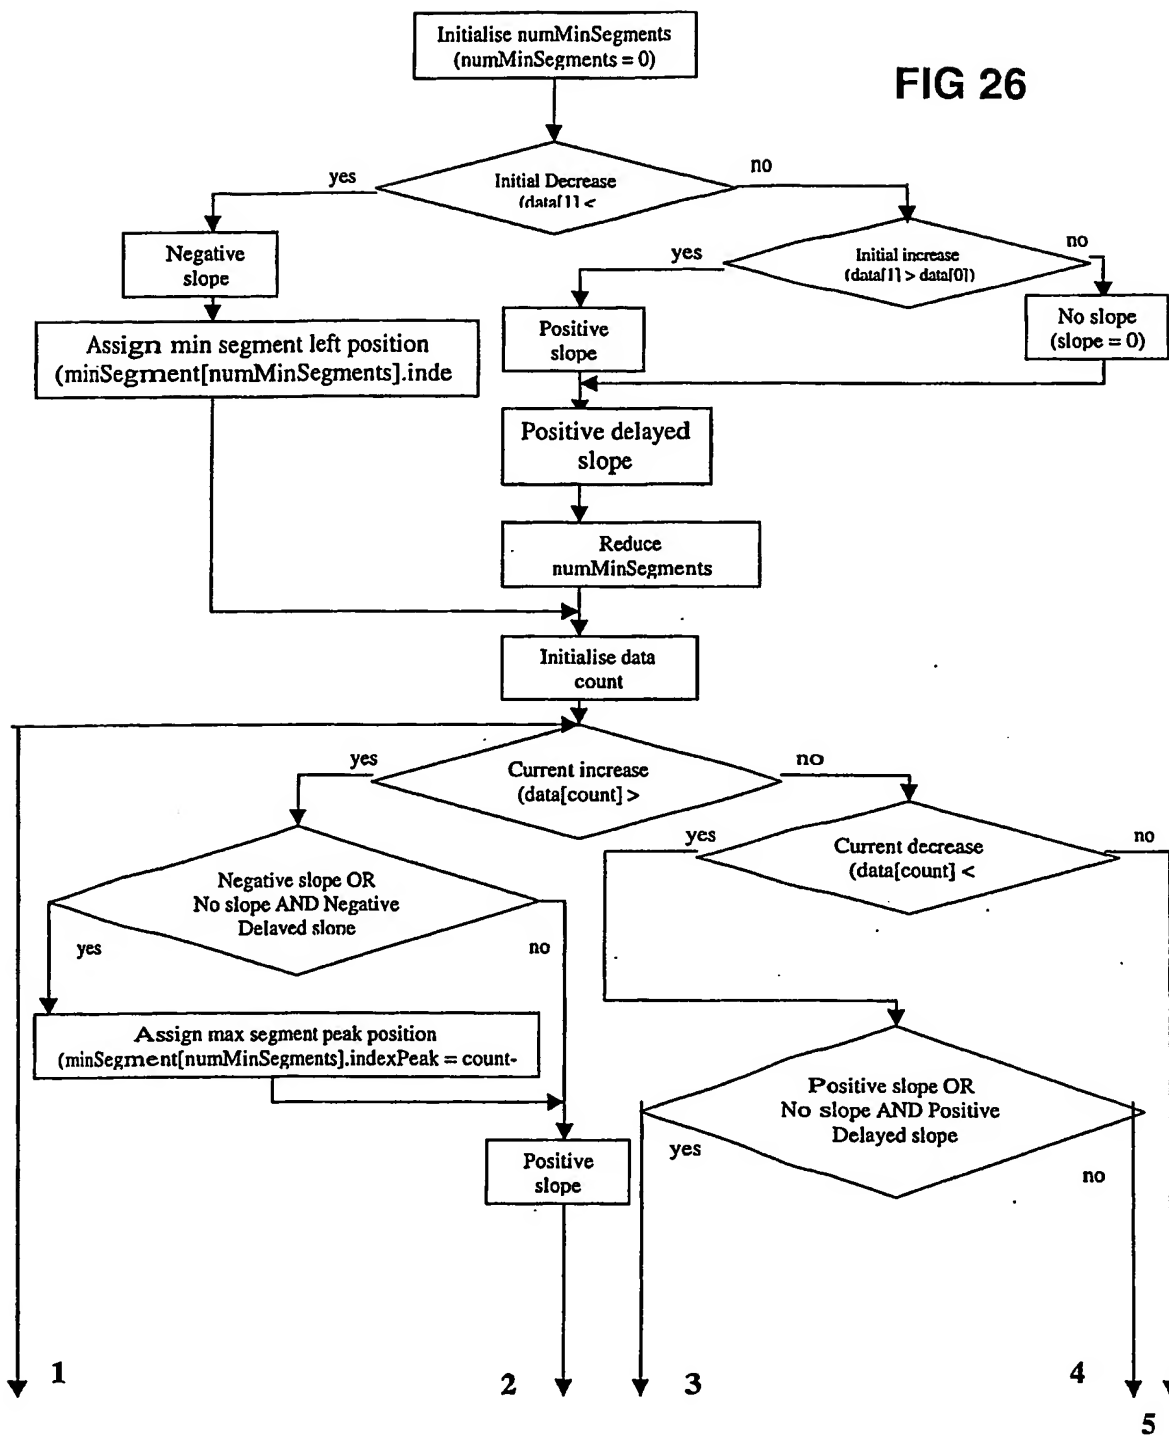 Initialise numMinSegments
(numMinSegments = 0)
FIG 26
yes
Initial Decrease
(data[1] <
no
Negative
slope
yes
Initial increase
(data[1] > data[0])
no
Assign min segment left position
(minSegment[numMinSegments].inde
Positive
slope
No slope
(slope = 0)
Positive delayed
slope
Reduce
numMinSegments
Initialise data
count
yes
Current increase
(data[count] >
no
yes
Current decrease
(data[count] <
no
Negative slope OR
No slope AND Negative
Delayed slope
yes
no
Assign max segment peak position
(minSegment[numMinSegments].indexPeak = count-
Positive slope OR
No slope AND Positive
Delayed slope
yes
no
Positive
slope
1
2
3
4
5